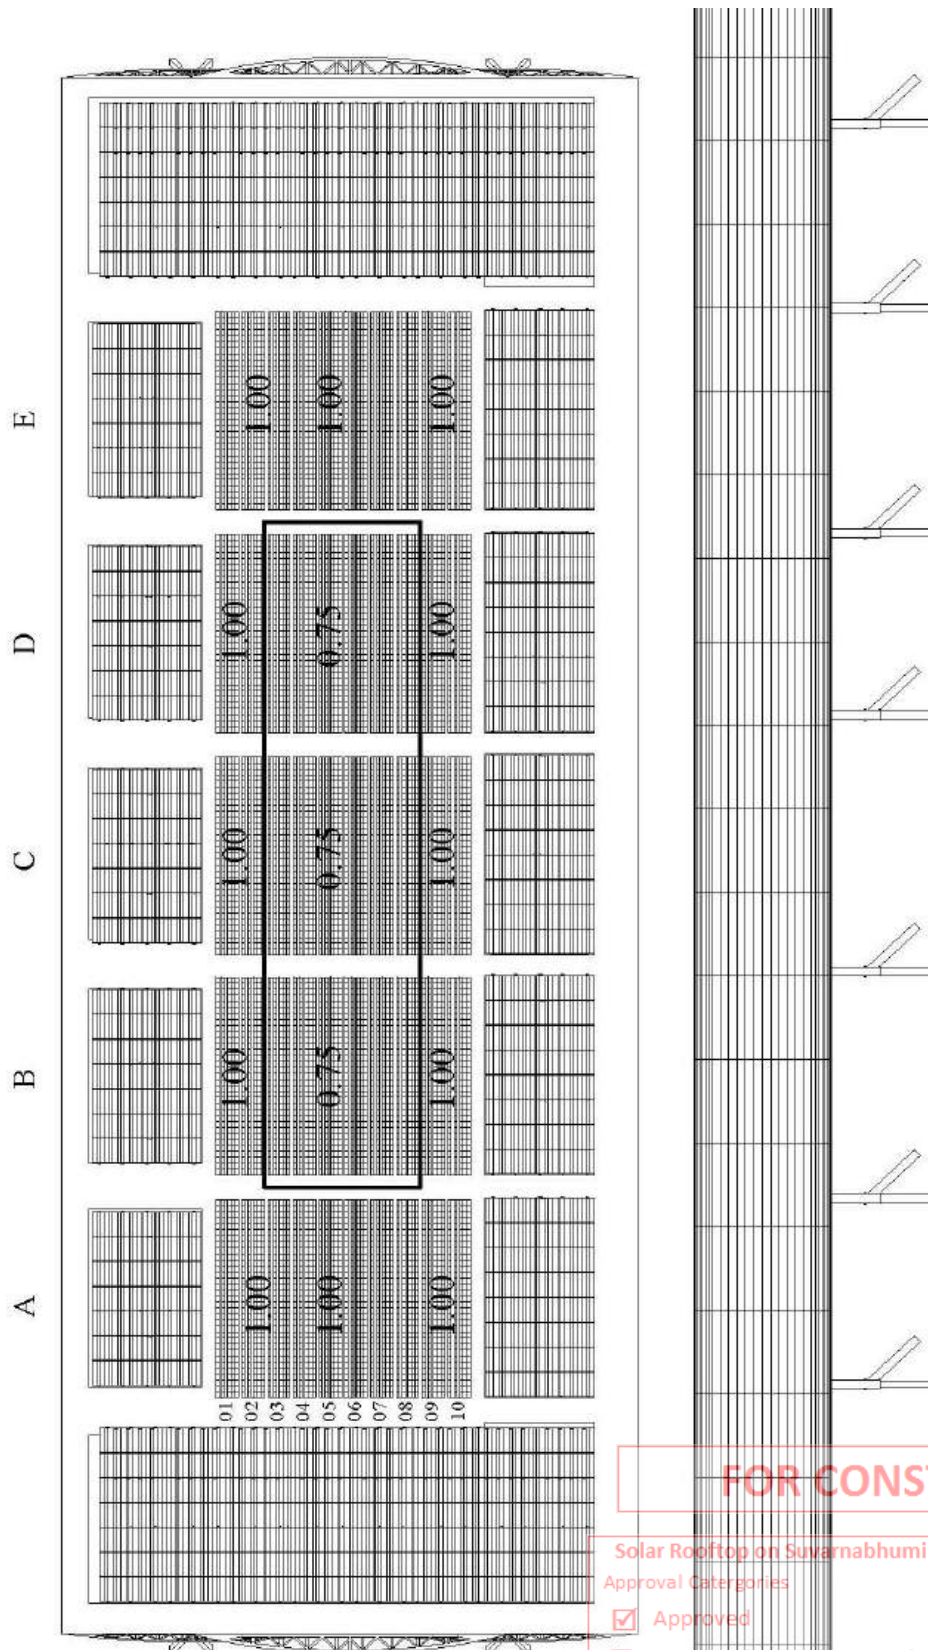 E
1.00 1.00 1.00
D
1.00 0.75 1.00
C
1.00 0.75 1.00
B
1.00 0.75 1.00
A
1.00 1.00 1.00
01 02 03 04 05 06 07 08 09 10
FOR CONS
Solar Rooftop on Suvarnabhumi
Approval Catergories
☑ Approved